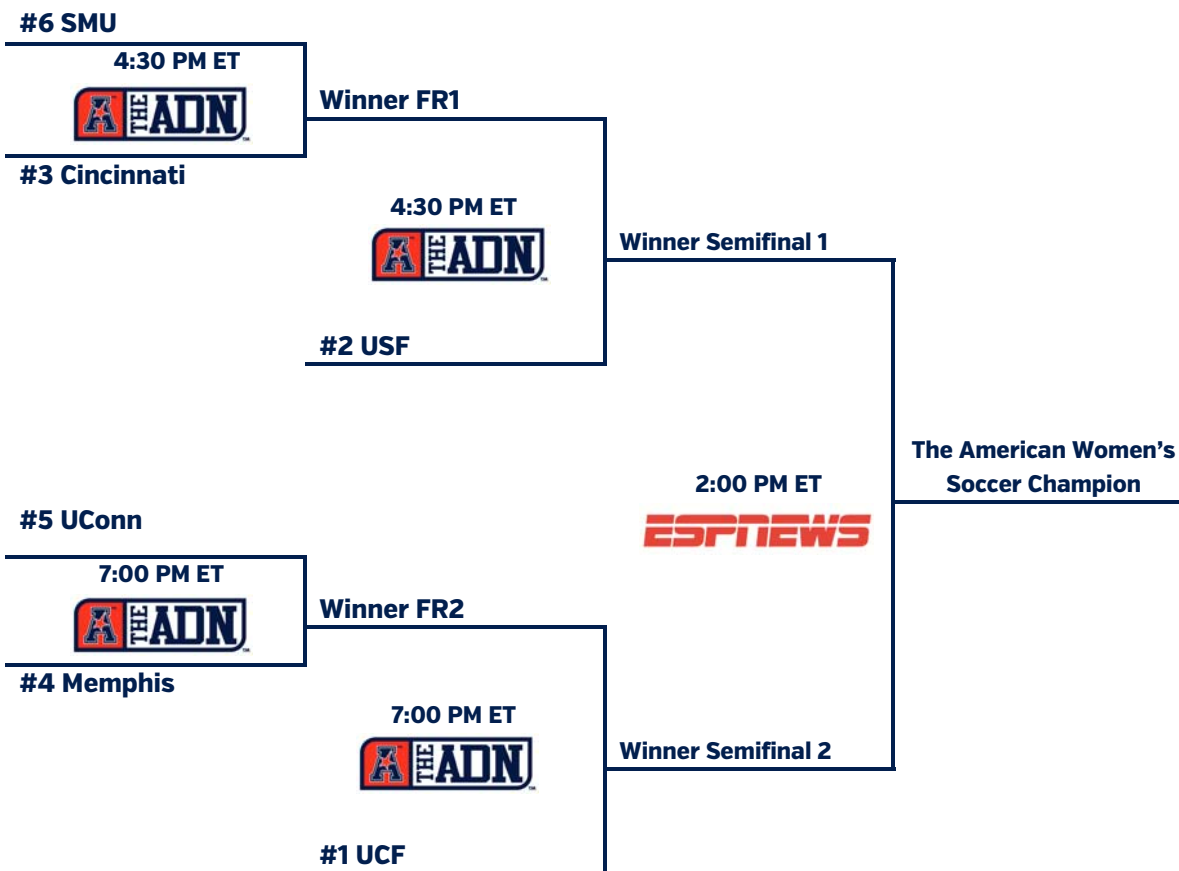 #6 SMU
4:30 PM ET
A THE ADN
Winner FR1
#3 Cincinnati
4:30 PM ET
A THE ADN
Winner Semifinal 1
#2 USF
The American Women's
Soccer Champion
2:00 PM ET
ESPNEWS
#5 UConn
7:00 PM ET
A THE ADN
Winner FR2
#4 Memphis
7:00 PM ET
A THE ADN
Winner Semifinal 2
#1 UCF